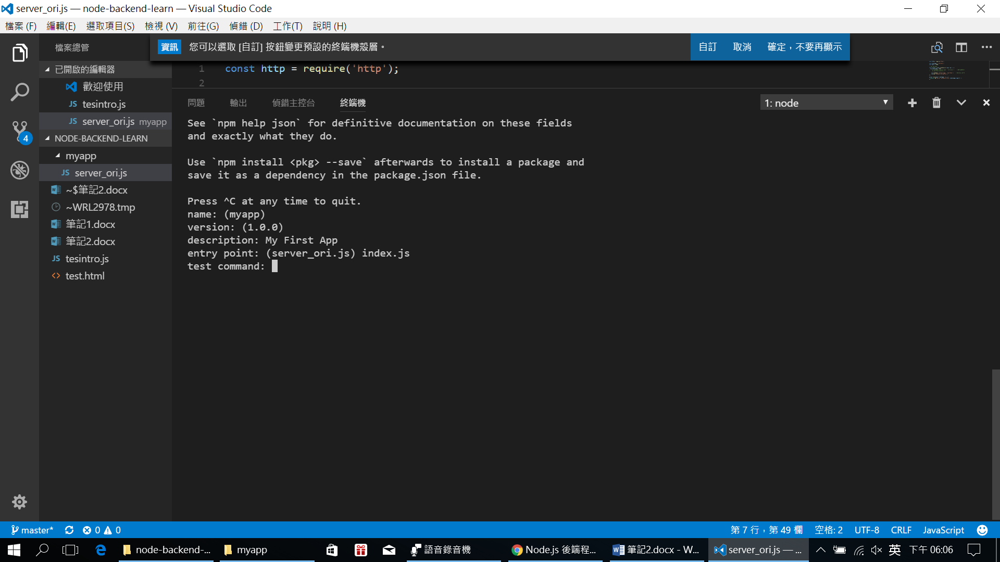 server_ori.js — node-backend-learn — Visual Studio Code
檔案 (F) 編輯(E) 選取項目(S) 檢視 (V) 前往(G) 偵錯 (D) 工作(T) 說明 (H)
檔案總管
資訊 您可以選取 [自訂] 按鈕變更預設的終端機殼層。 自訂 取消 確定，不要再顯示
已開啟的編輯器
歡迎使用
JS tesintro.js
JS server_ori.js myapp
4
NODE-BACKEND-LEARN
myapp
JS server_ori.js
~$筆記2.docx
~WRL2978.tmp
筆記1.docx
筆記2.docx
JS tesintro.js
<> test.html
1 const http = require('http');
2
問題 輸出 偵錯主控台 終端機 1: node
See `npm help json` for definitive documentation on these fields
and exactly what they do.
Use `npm install <pkg> --save` afterwards to install a package and
save it as a dependency in the package.json file.
Press ^C at any time to quit.
name: (myapp)
version: (1.0.0)
description: My First App
entry point: (server_ori.js) index.js
test command:
master* 0 0 第 7 行，第 49 欄 空格: 2 UTF-8 CRLF JavaScript
node-backend-... myapp 語音錄音機 Node.js 後端程... 筆記2.docx - W... server_ori.js — ... 英 下午 06:06